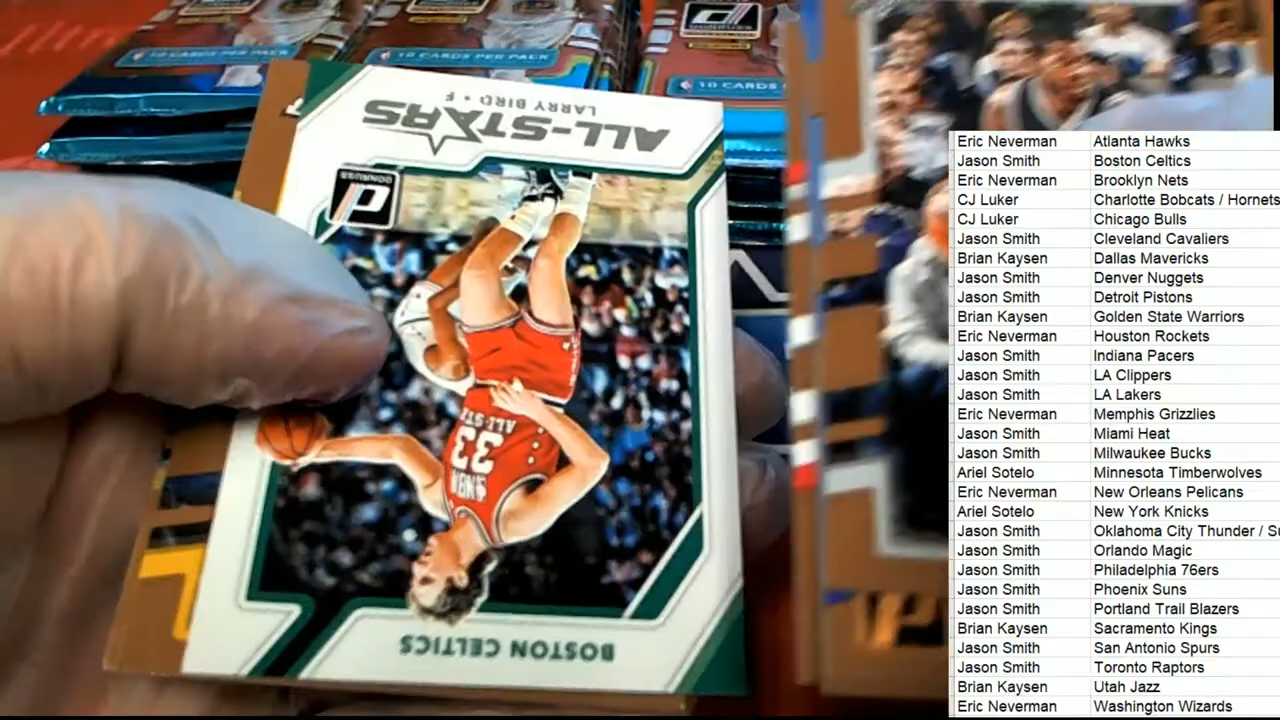 10 CARDS PER PACK
10 CARDS PER PACK
10 CARDS
ALL-STARS
LARRY BIRD • F
DONRUSS
33
ALL-STA
BOSTON CELTICS
Eric Neverman Atlanta Hawks
Jason Smith Boston Celtics
Eric Neverman Brooklyn Nets
CJ Luker Charlotte Bobcats / Hornets
CJ Luker Chicago Bulls
Jason Smith Cleveland Cavaliers
Brian Kaysen Dallas Mavericks
Jason Smith Denver Nuggets
Jason Smith Detroit Pistons
Brian Kaysen Golden State Warriors
Eric Neverman Houston Rockets
Jason Smith Indiana Pacers
Jason Smith LA Clippers
Jason Smith LA Lakers
Eric Neverman Memphis Grizzlies
Jason Smith Miami Heat
Jason Smith Milwaukee Bucks
Ariel Sotelo Minnesota Timberwolves
Eric Neverman New Orleans Pelicans
Ariel Sotelo New York Knicks
Jason Smith Oklahoma City Thunder / Su
Jason Smith Orlando Magic
Jason Smith Philadelphia 76ers
Jason Smith Phoenix Suns
Jason Smith Portland Trail Blazers
Brian Kaysen Sacramento Kings
Jason Smith San Antonio Spurs
Jason Smith Toronto Raptors
Brian Kaysen Utah Jazz
Eric Neverman Washington Wizards